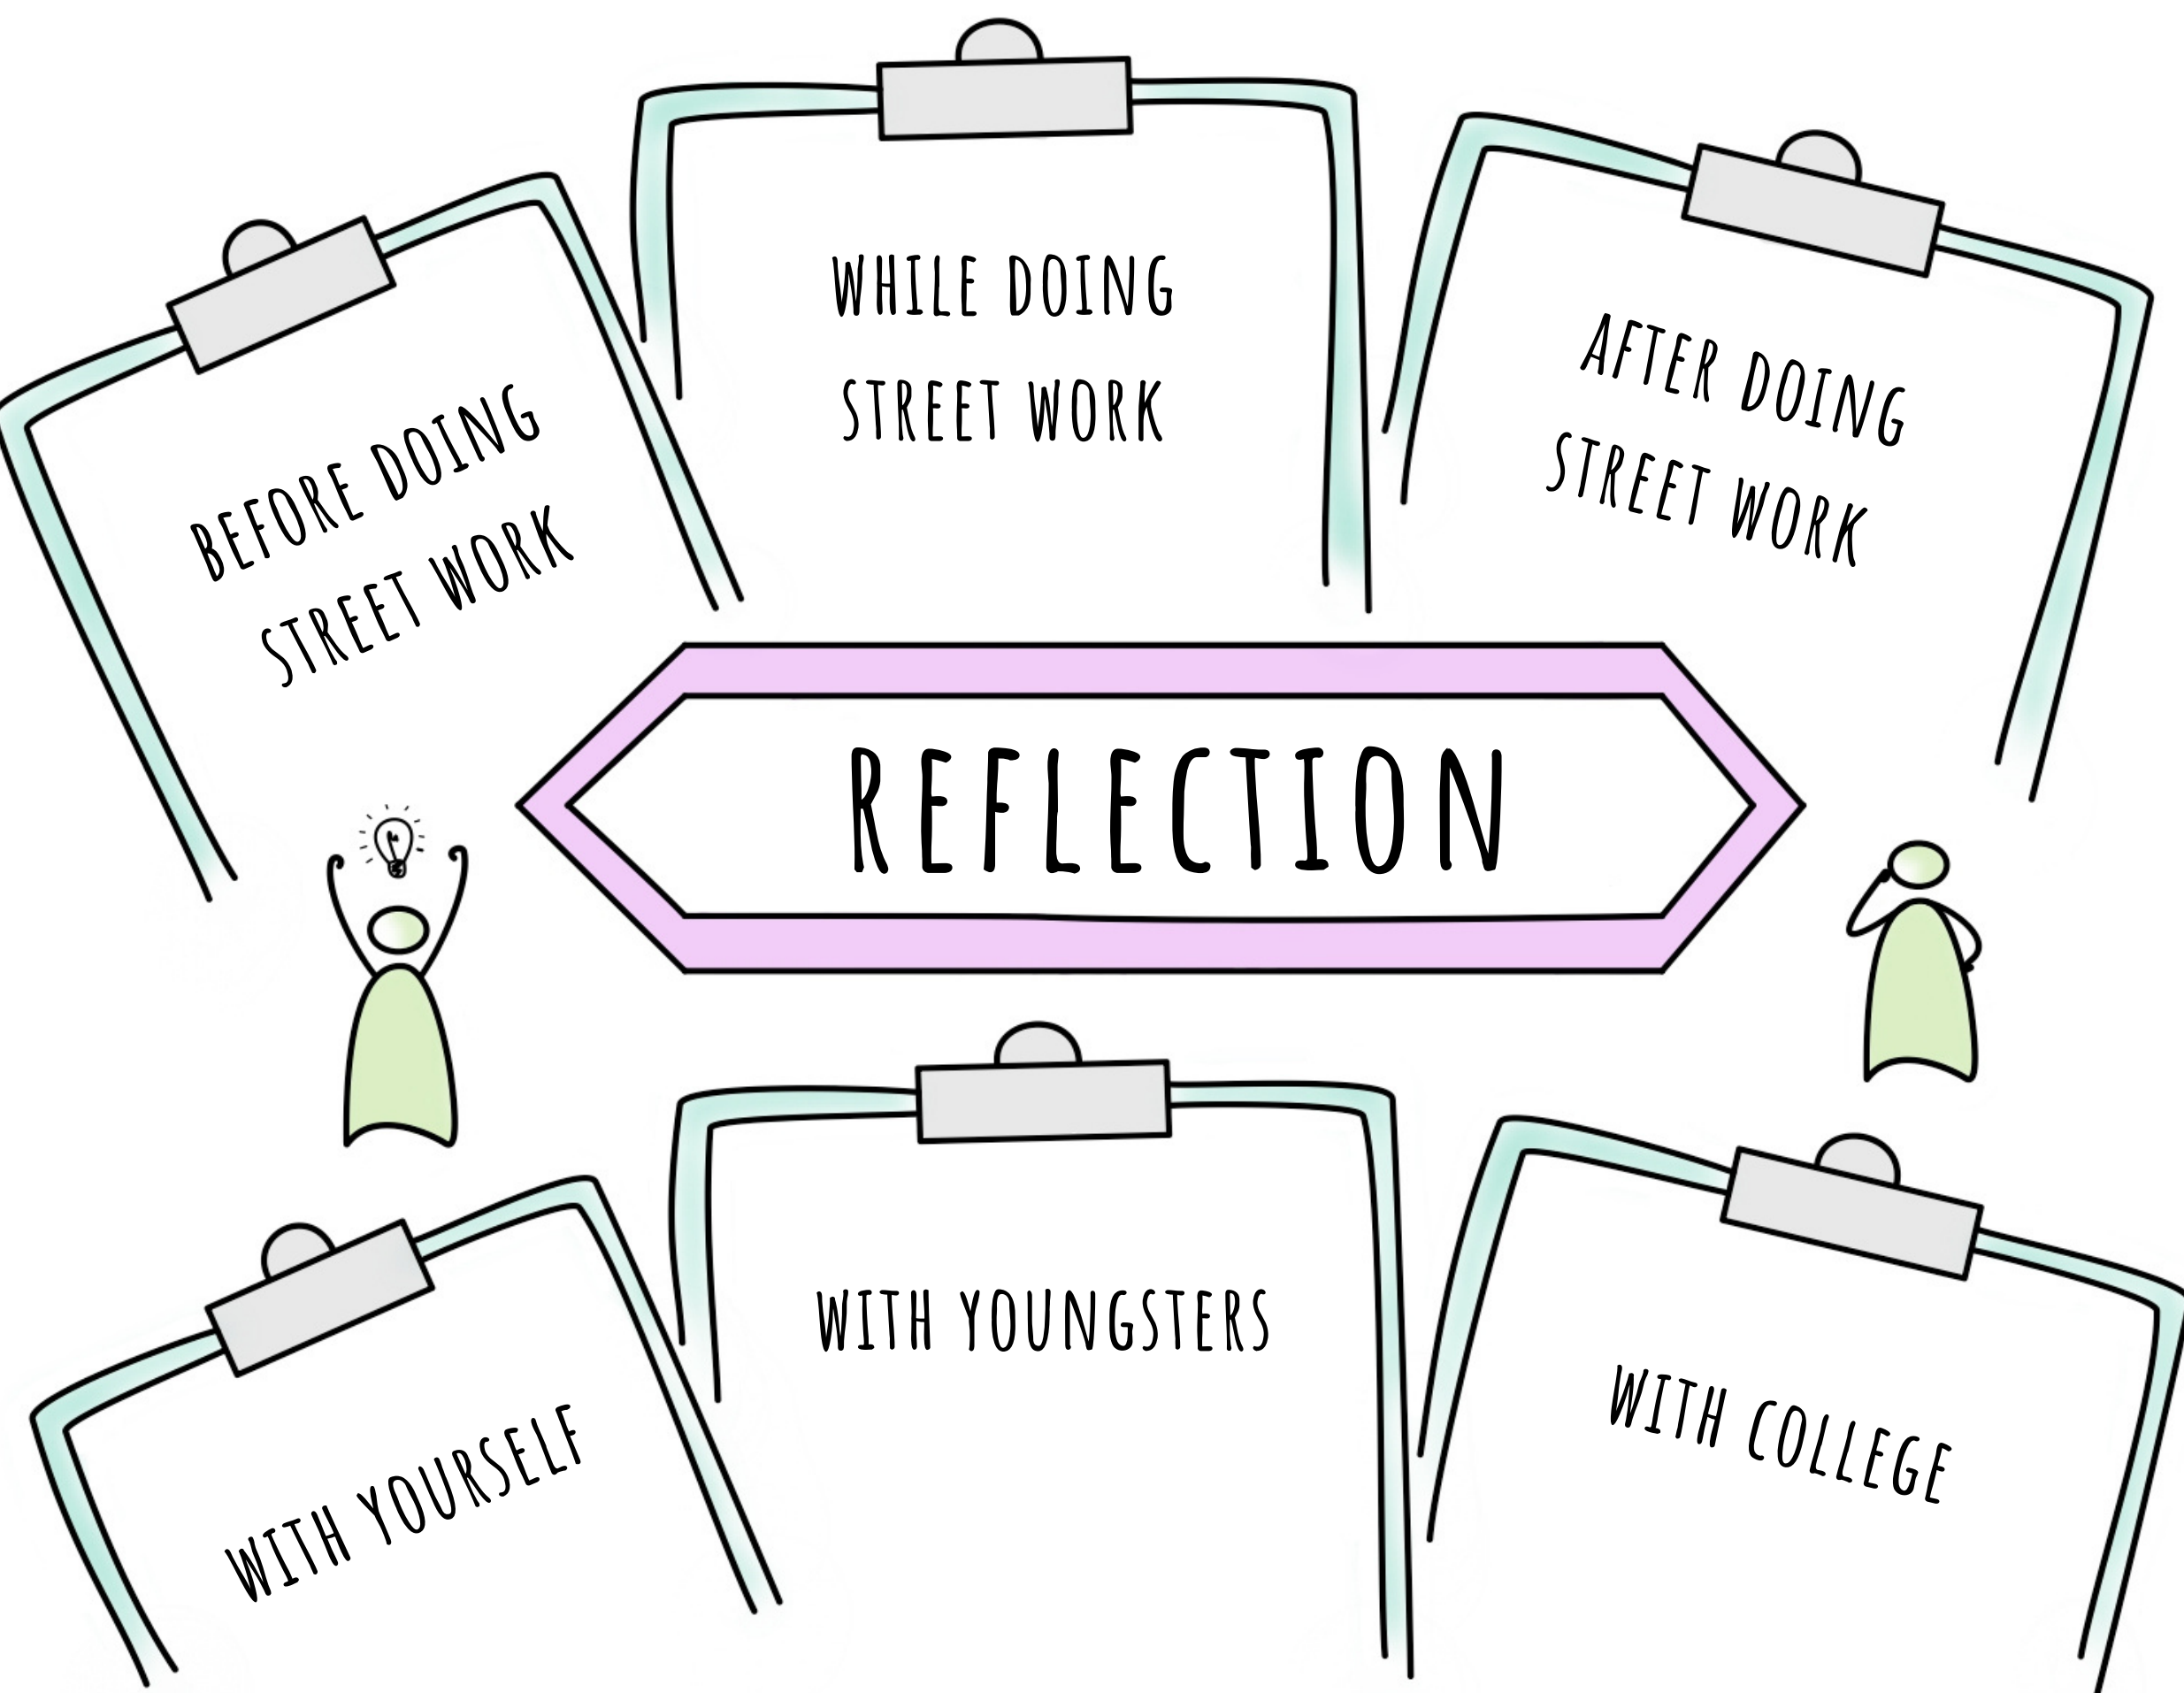 BEFORE DOING
STREET WORK
WHILE DOING
STREET WORK
AFTER DOING
STREET WORK
REFLECTION
WITH YOURSELF
WITH YOUNGSTERS
WITH COLLEGE